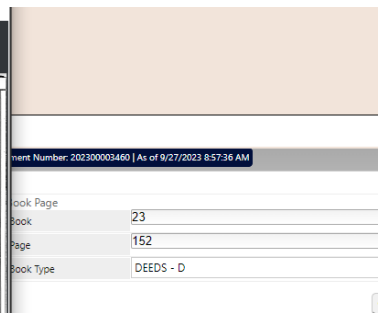 ment Number: 202300003460 | As of 9/27/2023 8:57:36 AM
Book Page
Book 23
Page 152
Book Type DEEDS - D